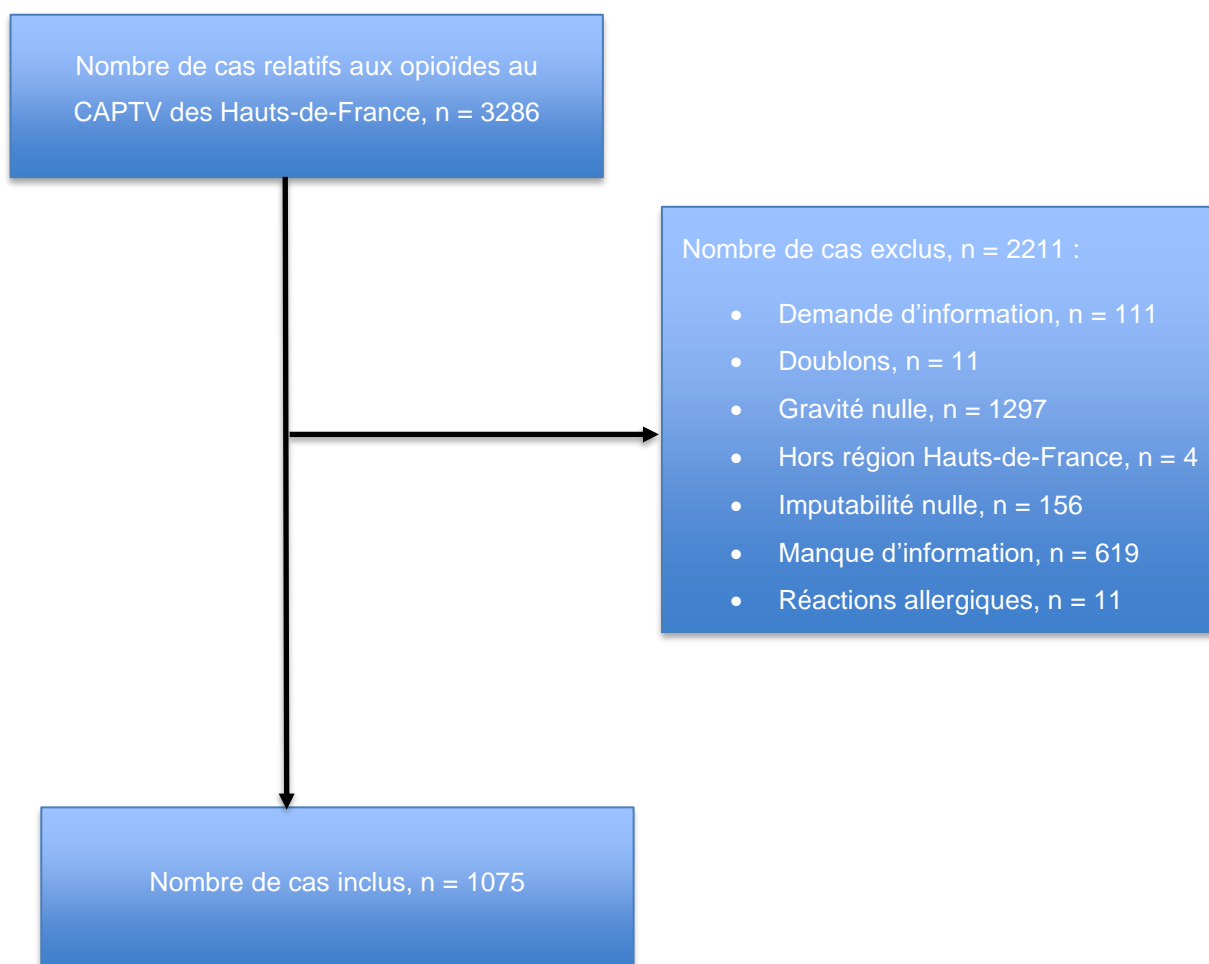 Nombre de cas relatifs aux opioïdes au
CAPTV des Hauts-de-France, n = 3286
Nombre de cas exclus, n = 2211 :
• Demande d'information, n = 111
• Doublons, n = 11
• Gravité nulle, n = 1297
• Hors région Hauts-de-France, n = 4
• Imputabilité nulle, n = 156
• Manque d'information, n = 619
• Réactions allergiques, n = 11
Nombre de cas inclus, n = 1075